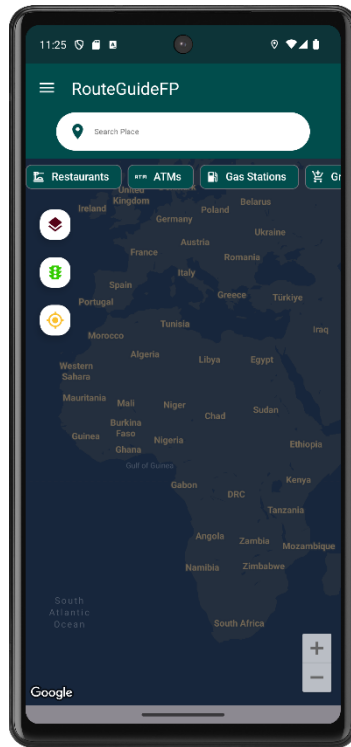 11:25
RouteGuideFP
Search Place
Restaurants
ATM ATMs
Gas Stations
Gr
United Kingdom
Ireland
Belarus
Poland
Germany
Ukraine
Austria
France
Romania
Italy
Spain
Greece
Türkiye
Portugal
Tunisia
Morocco
Iraq
Algeria
Libya
Egypt
Western
Sahara
Mauritania
Mali
Niger
Chad
Sudan
Burkina
Faso
Guinea
Nigeria
Ghana
Ethiopia
Gulf of Guinea
Gabon
Kenya
DRC
Tanzania
Angola
Zambia
Mozambique
Namibia
Zimbabwe
South
Atlantic
Ocean
South Africa
+
−
Google